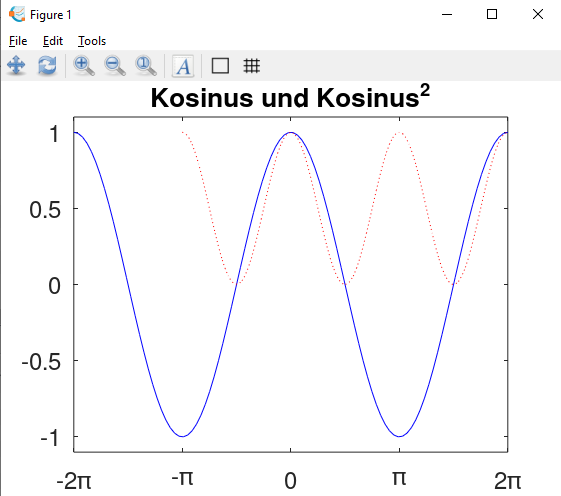 Figure 1
File Edit Tools
A
Kosinus und Kosinus²
1
0.5
0
-0.5
-1
-2π -π 0 π 2π